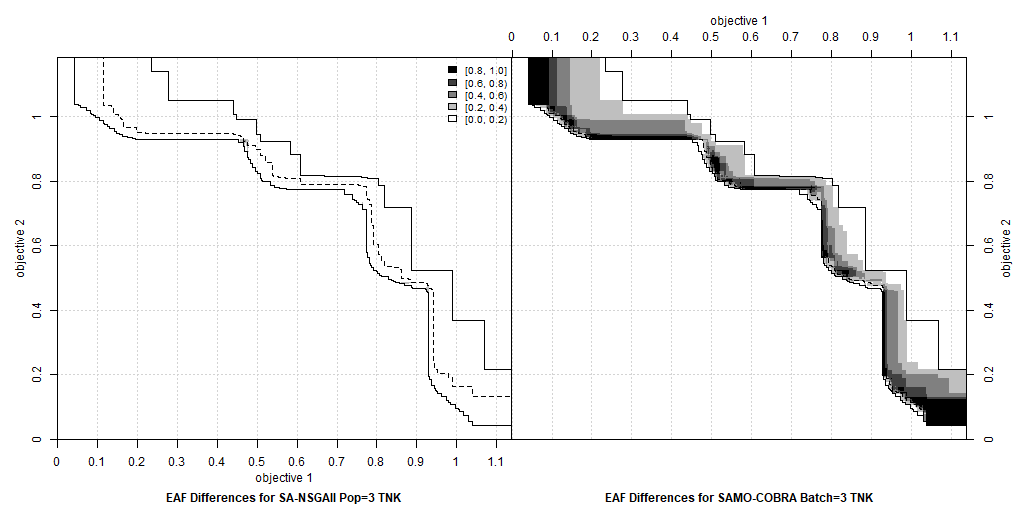 objective 1
0 0.1 0.2 0.3 0.4 0.5 0.6 0.7 0.8 0.9 1 1.1
[0.8, 1.0]
[0.6, 0.8)
[0.4, 0.6)
[0.2, 0.4)
[0.0, 0.2)
objective 2
0 0.2 0.4 0.6 0.8 1
0 0.2 0.4 0.6 0.8 1
objective 2
0 0.1 0.2 0.3 0.4 0.5 0.6 0.7 0.8 0.9 1 1.1
objective 1
EAF Differences for SA-NSGAII Pop=3 TNK
EAF Differences for SAMO-COBRA Batch=3 TNK